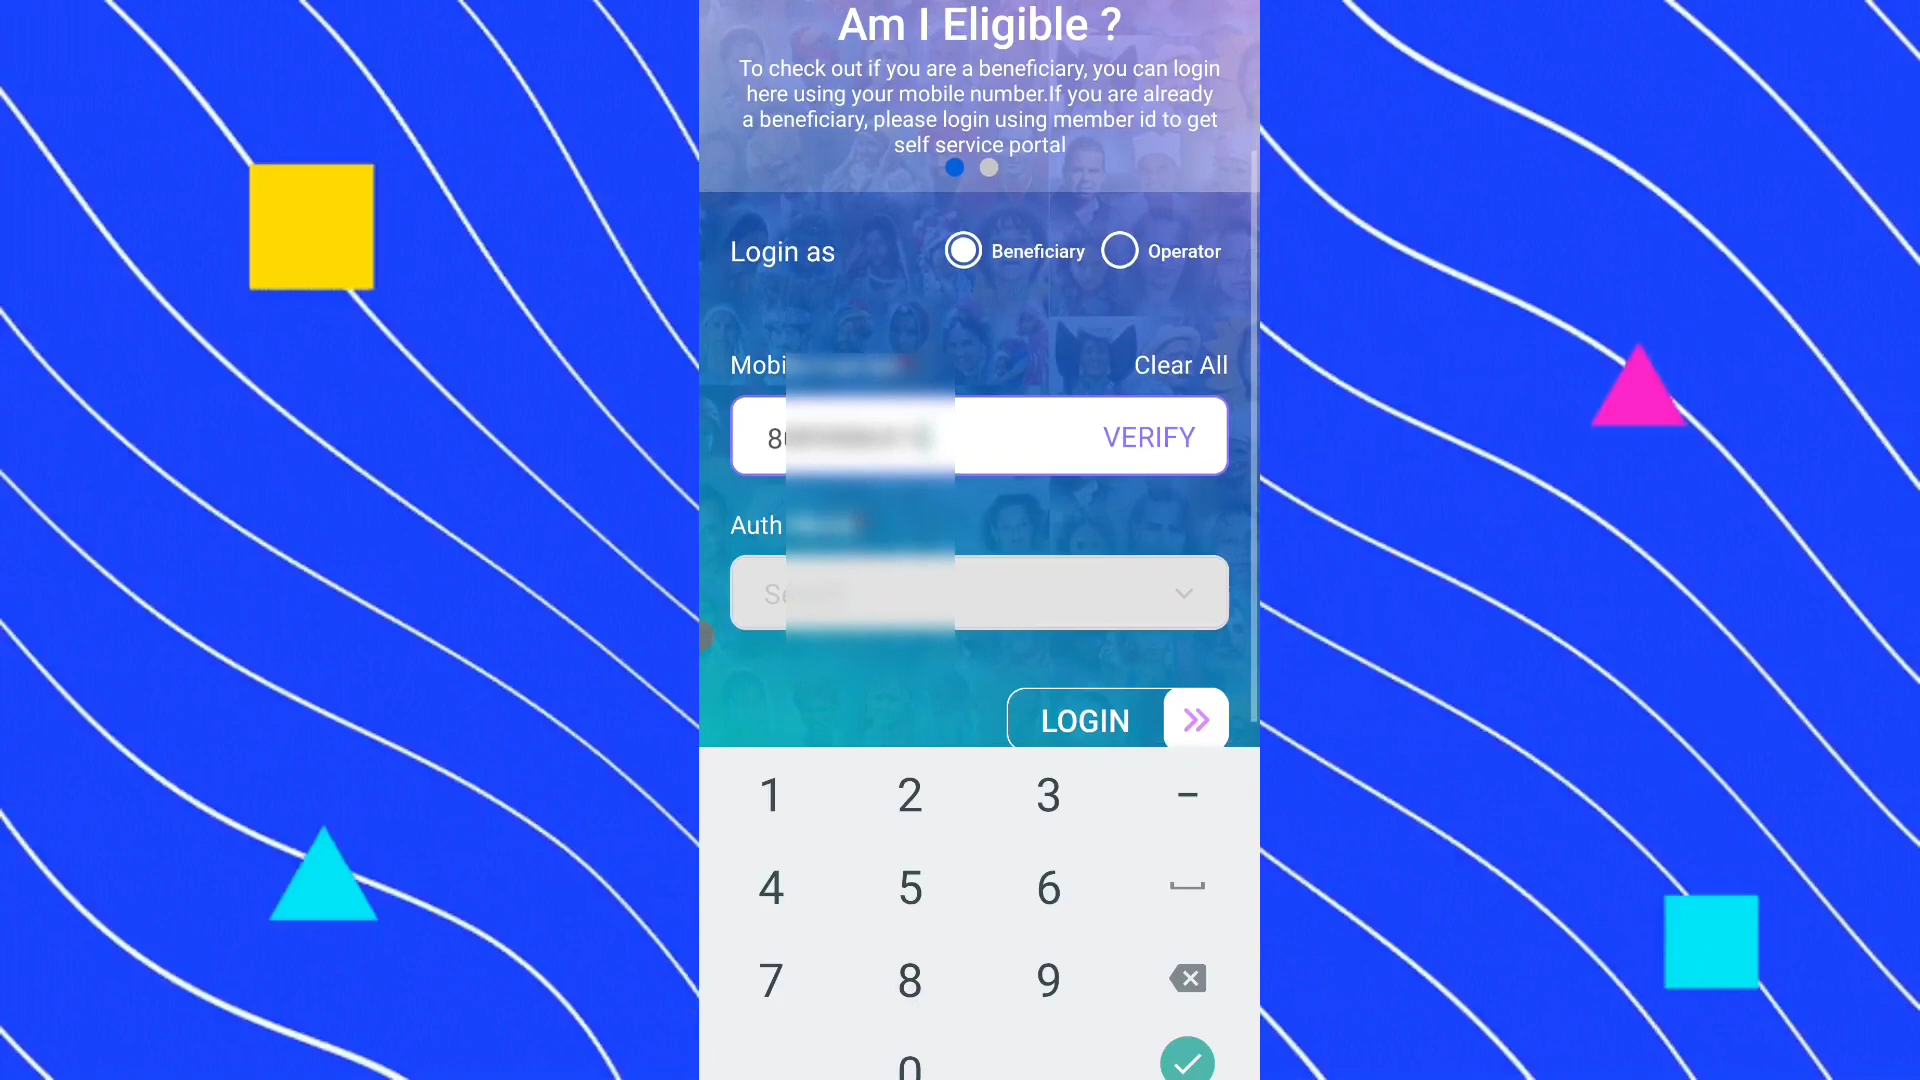 Am I Eligible ?
To check out if you are a beneficiary, you can login
here using your mobile number.If you are already
a beneficiary, please login using member id to get
self service portal
Login as Beneficiary Operator
Clear All
VERIFY
Auth
LOGIN
1 2 3 -
4 5 6
7 8 9
0